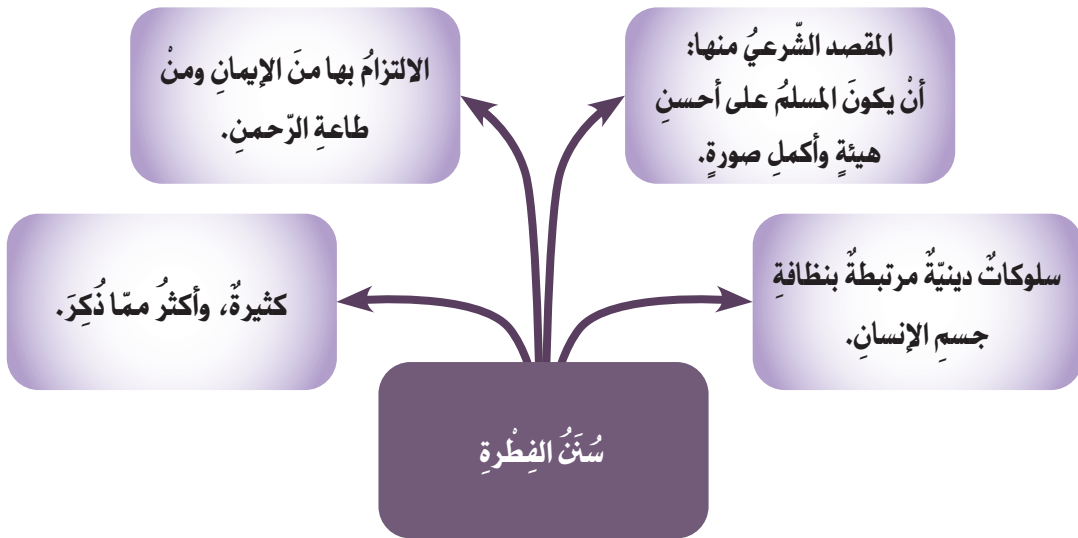 المقصد الشّرعيُ منها:
أنْ يكونَ المسلمُ على أحسنِ
هيئةٍ وأكملِ صورةٍ.
الالتزامُ بها منَ الإيمانِ ومنْ
طاعةِ الرّحمنِ.
سلوكاتٌ دينيّةٌ مرتبطةٌ بنظافةِ
جسمِ الإنسانِ.
كثيرةٌ، وأكثرُ ممّا ذُكِرَ.
سُنَنُ الفِطْرةِ